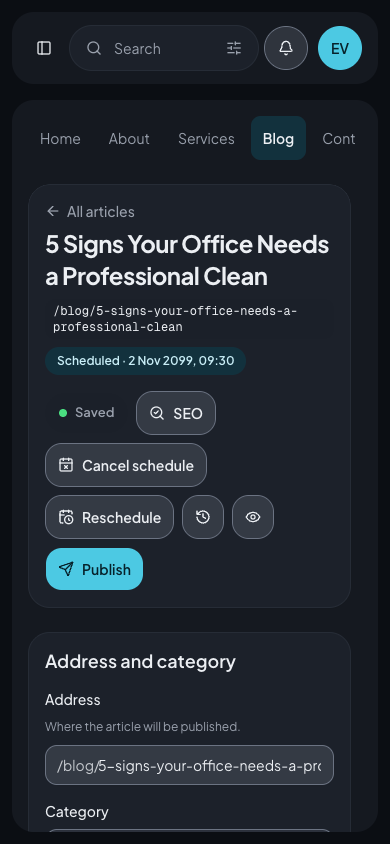 Search
EV
Home About Services Blog Cont
All articles
5 Signs Your Office Needs
a Professional Clean
/blog/5-signs-your-office-needs-a-
professional-clean
Scheduled · 2 Nov 2099, 09:30
Saved
SEO
Cancel schedule
Reschedule
Publish
Address and category
Address
Where the article will be published.
/blog/5-signs-your-office-needs-a-pro
Category